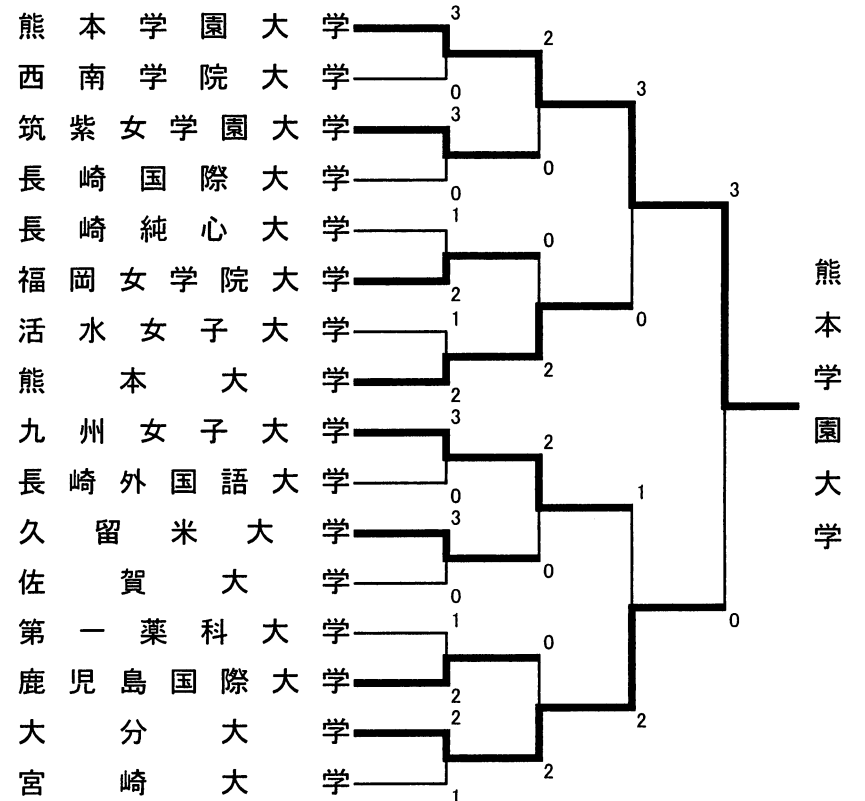 熊本学園大学
西南学院大学
筑紫女学園大学
長崎国際大学
長崎純心大学
福岡女学院大学
活水女子大学
熊本大学
九州女子大学
長崎外国語大学
久留米大学
佐賀大学
第一薬科大学
鹿児島国際大学
大分大学
宮崎大学
3
0
3
0
1
2
1
2
3
0
3
0
1
2
2
1
2
0
0
2
2
0
0
2
3
0
1
2
3
0
熊本学園大学